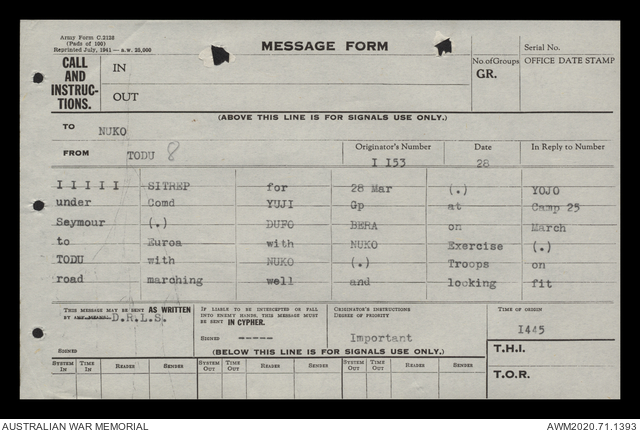 Army Form C.2128
(Pads of 100)
Reprinted July, 1941 — A.W. 25,000
MESSAGE FORM
Serial No.
CALL AND INSTRUC- TIONS.
IN
OUT
No. of Groups
GR.
OFFICE DATE STAMP
(ABOVE THIS LINE IS FOR SIGNALS USE ONLY.)
TO NUKO
FROM TODU 8
Originator's Number
I 153
Date
28
In Reply to Number
I I I I I SITREP for 28 Mar (.) YOJO
under Comd YUJI Gp at Camp 25
Seymour (.) DUFO BERA on March
to Euroa with NUKO Exercise (.)
TODU with NUKO (.) Troops on
road marching well and looking fit
THIS MESSAGE MAY BE SENT AS WRITTEN
BY D.R.L.S.
SIGNED
IF LIABLE TO BE INTERCEPTED OR FALL
INTO ENEMY HANDS, THIS MESSAGE MUST
BE SENT IN CYPHER.
SIGNED -----
ORIGINATOR'S INSTRUCTIONS
DEGREE OF PRIORITY
Important
TIME OF ORIGIN
1445
T.H.I.
T.O.R.
(BELOW THIS LINE IS FOR SIGNALS USE ONLY.)
SYSTEM IN TIME IN READER SENDER SYSTEM OUT TIME OUT READER SENDER SYSTEM OUT TIME OUT READER SENDER
AUSTRALIAN WAR MEMORIAL
AWM2020.71.1393